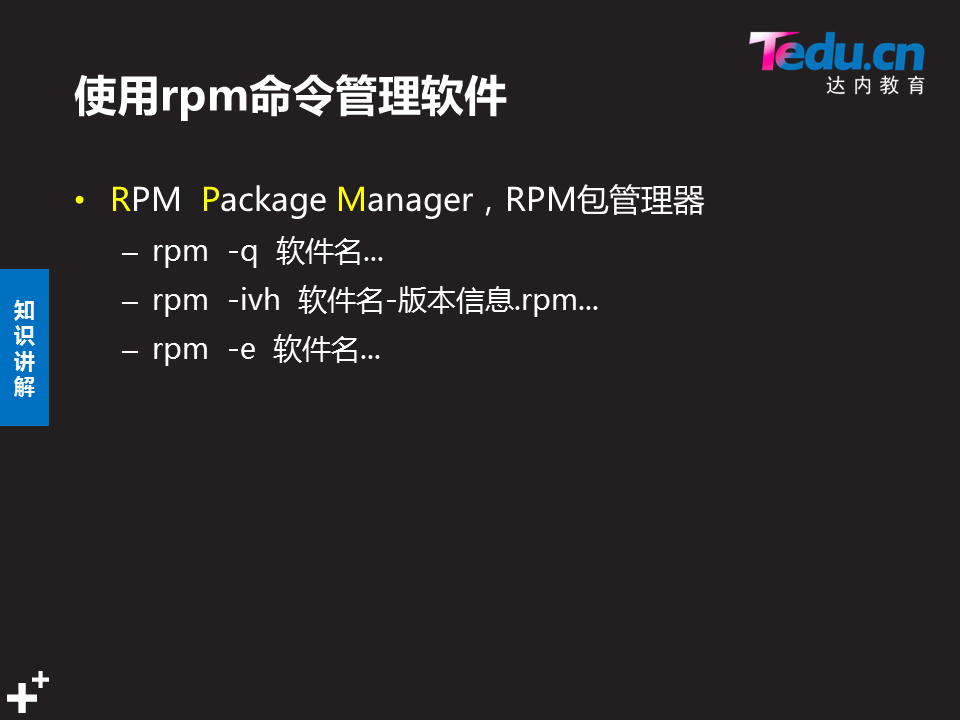 Tedu.cn
达内教育
使用rpm命令管理软件
• RPM Package Manager，RPM包管理器
– rpm -q 软件名...
– rpm -ivh 软件名-版本信息.rpm...
– rpm -e 软件名...
知
识
讲
解